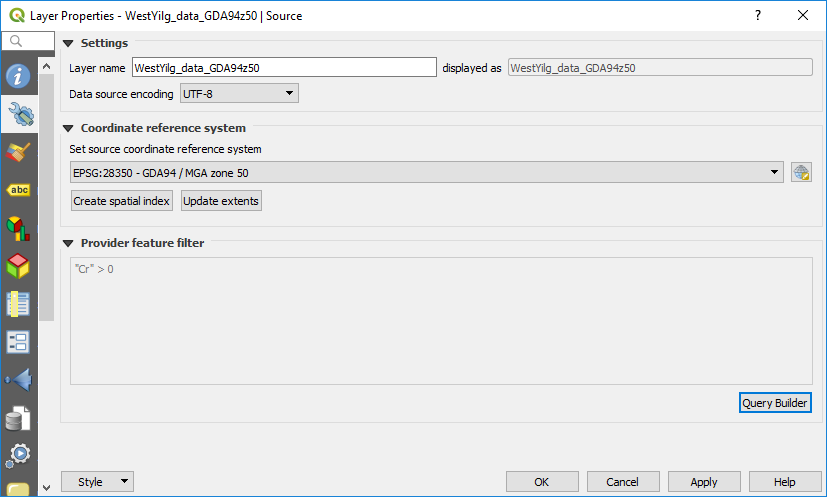 Layer Properties - WestYilg_data_GDA94z50 | Source
?
Settings
Layer name WestYilg_data_GDA94z50 displayed as WestYilg_data_GDA94z50
Data source encoding UTF-8
Coordinate reference system
Set source coordinate reference system
EPSG:28350 - GDA94 / MGA zone 50
Create spatial index Update extents
abc
Provider feature filter
"Cr" > 0
Query Builder
Style OK Cancel Apply Help